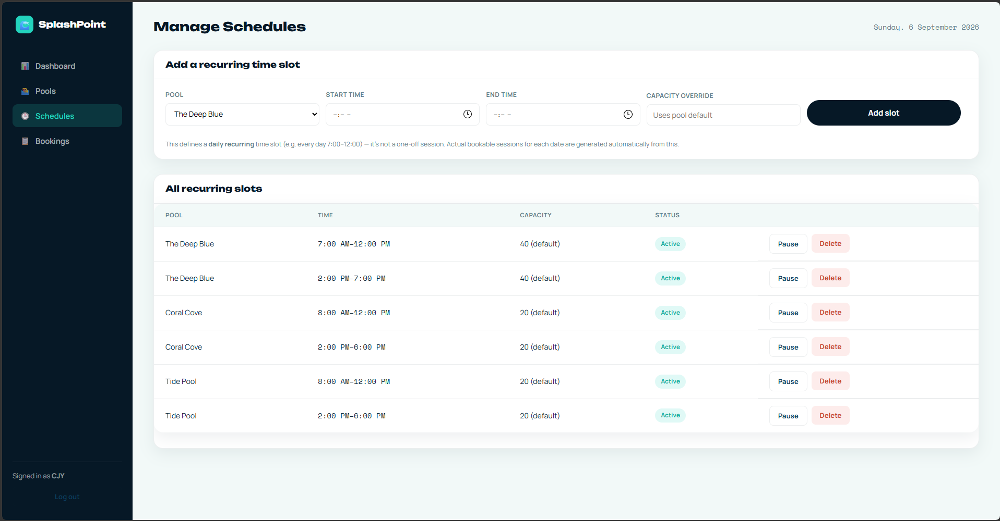 SplashPoint
Dashboard
Pools
Schedules
Bookings
Signed in as CJY
Log out
Manage Schedules
Sunday, 6 September 2026
Add a recurring time slot
POOL START TIME END TIME CAPACITY OVERRIDE
The Deep Blue –:– – –:– – Uses pool default Add slot
This defines a daily recurring time slot (e.g. every day 7:00–12:00) — it's not a one-off session. Actual bookable sessions for each date are generated automatically from this.
All recurring slots
POOL TIME CAPACITY STATUS
The Deep Blue 7:00 AM–12:00 PM 40 (default) Active Pause Delete
The Deep Blue 2:00 PM–7:00 PM 40 (default) Active Pause Delete
Coral Cove 8:00 AM–12:00 PM 20 (default) Active Pause Delete
Coral Cove 2:00 PM–6:00 PM 20 (default) Active Pause Delete
Tide Pool 8:00 AM–12:00 PM 20 (default) Active Pause Delete
Tide Pool 2:00 PM–6:00 PM 20 (default) Active Pause Delete